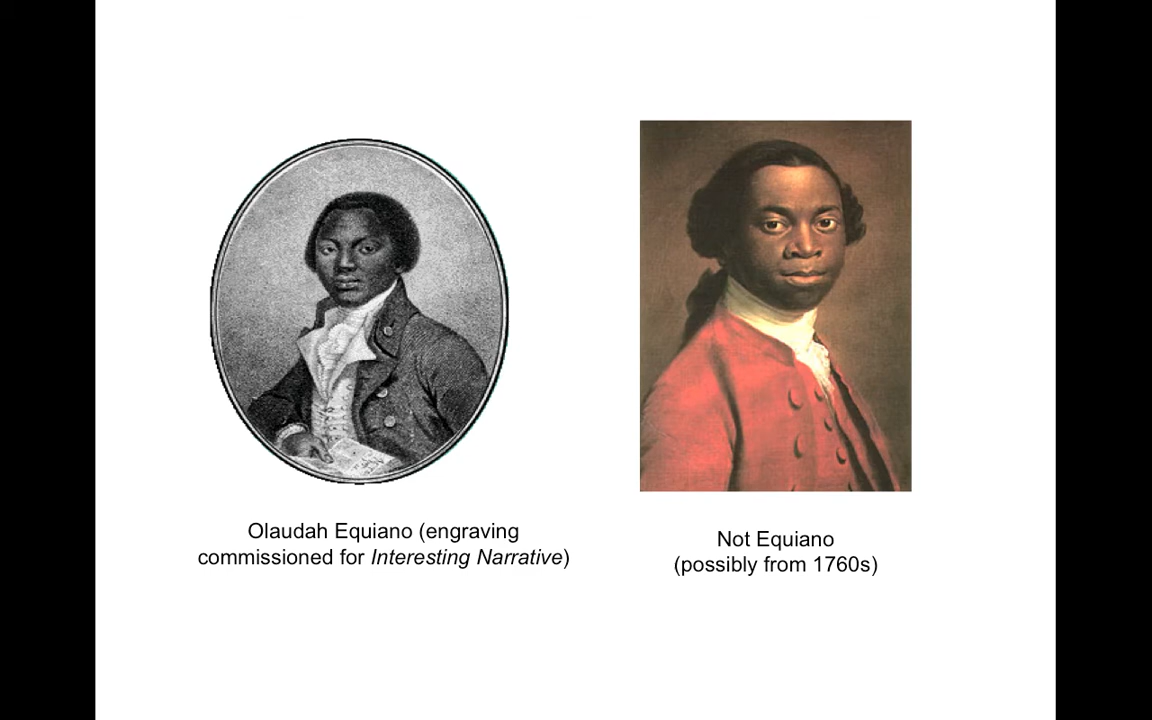 Olaudah Equiano (engraving
commissioned for Interesting Narrative)
Not Equiano
(possibly from 1760s)